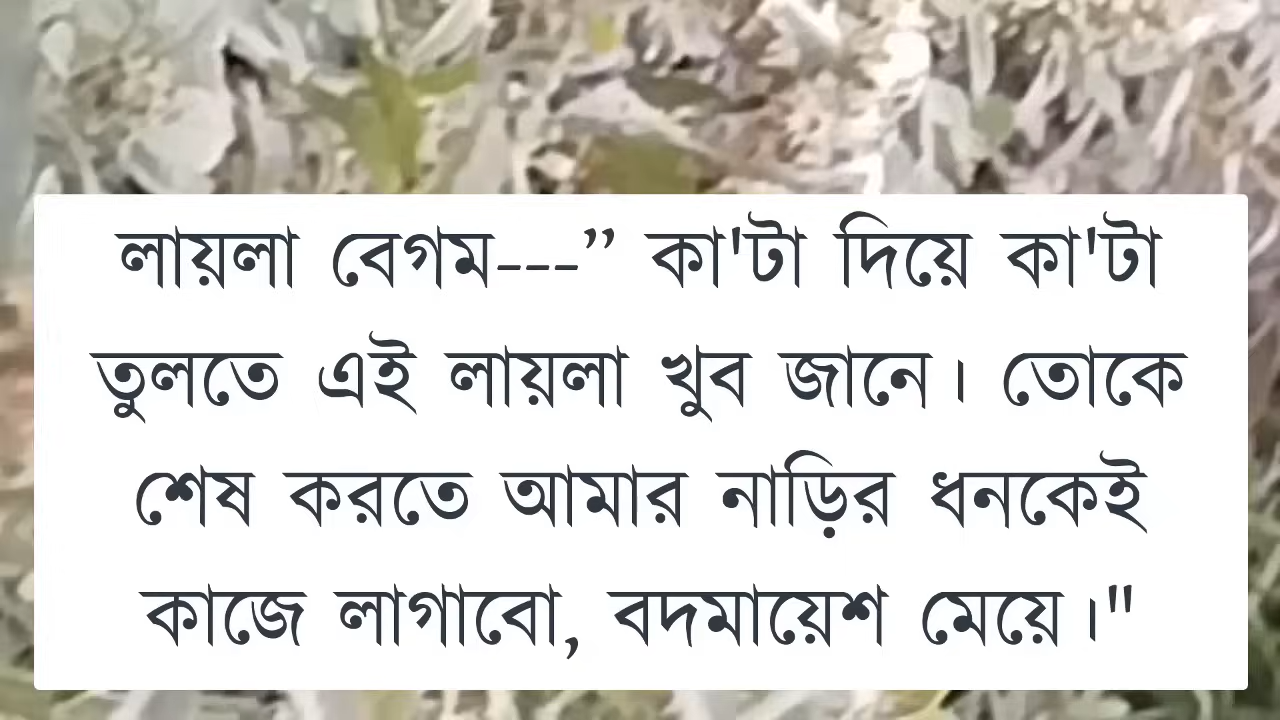 লায়লা বেগম---” কা'টা দিয়ে কা'টা
তুলতে এই লায়লা খুব জানে। তোকে
শেষ করতে আমার নাড়ির ধনকেই
কাজে লাগাবো, বদমায়েশ মেয়ে।"